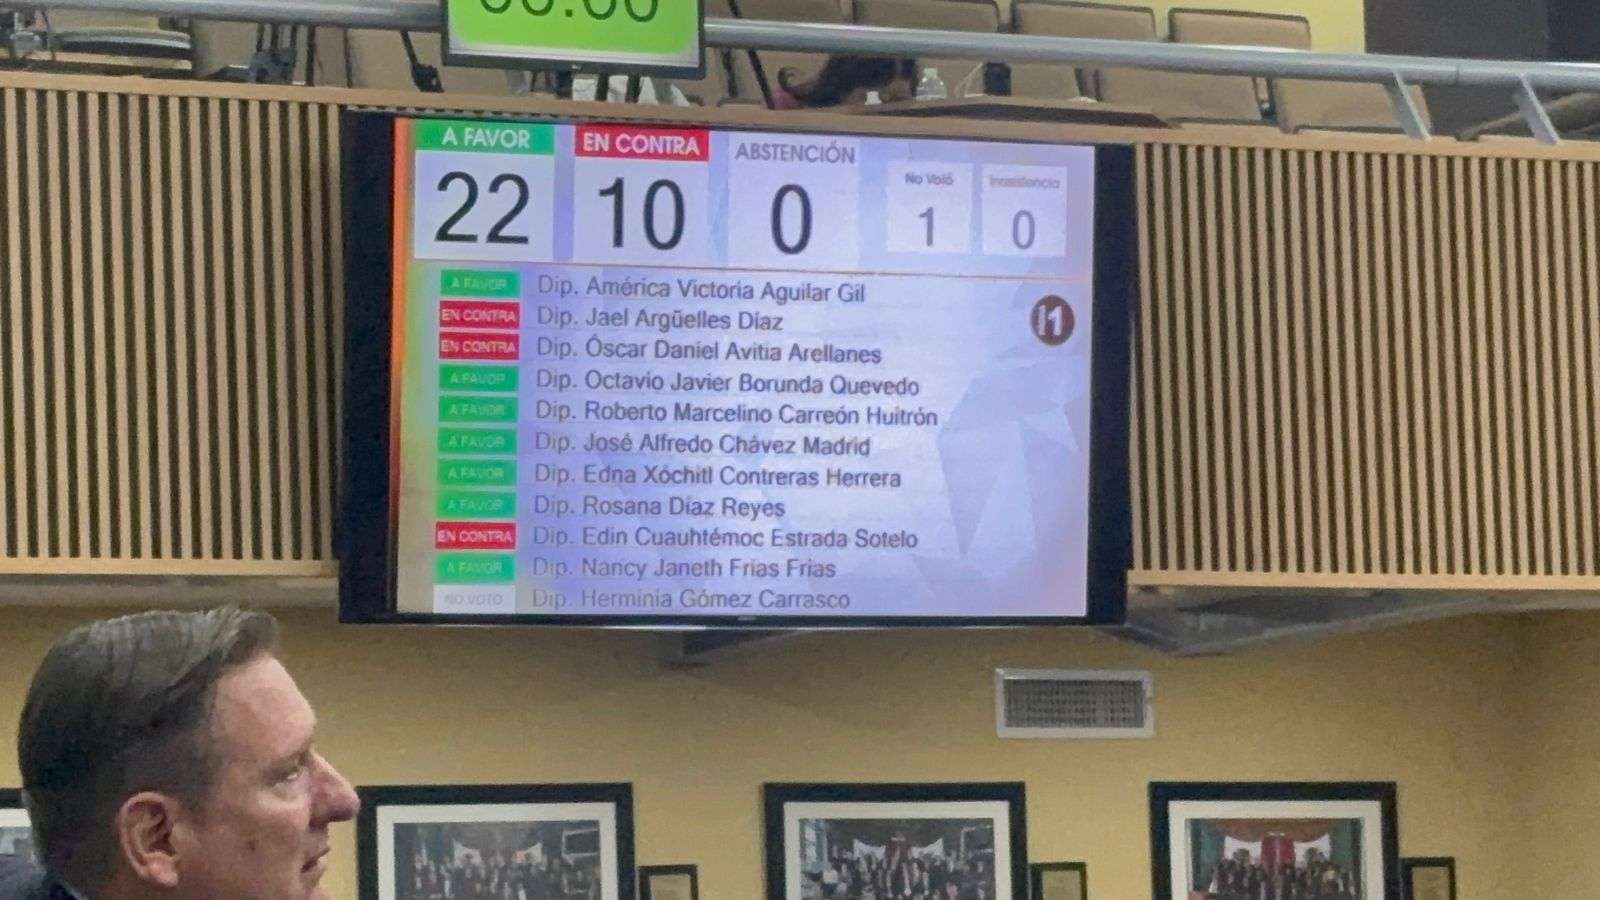 00:00
A FAVOR EN CONTRA ABSTENCIÓN No Votó Inasistencia
22 10 0 1 0
A FAVOR Dip. América Victoria Aguilar Gil
EN CONTRA Dip. Jael Argüelles Díaz
EN CONTRA Dip. Óscar Daniel Avitia Arellanes
A FAVOR Dip. Octavio Javier Borunda Quevedo
A FAVOR Dip. Roberto Marcelino Carreón Huitrón
A FAVOR Dip. José Alfredo Chávez Madrid
A FAVOR Dip. Edna Xóchitl Contreras Herrera
A FAVOR Dip. Rosana Díaz Reyes
EN CONTRA Dip. Edin Cuauhtémoc Estrada Sotelo
A FAVOR Dip. Nancy Janeth Frías Frías
NO VOTO Dip. Herminia Gómez Carrasco